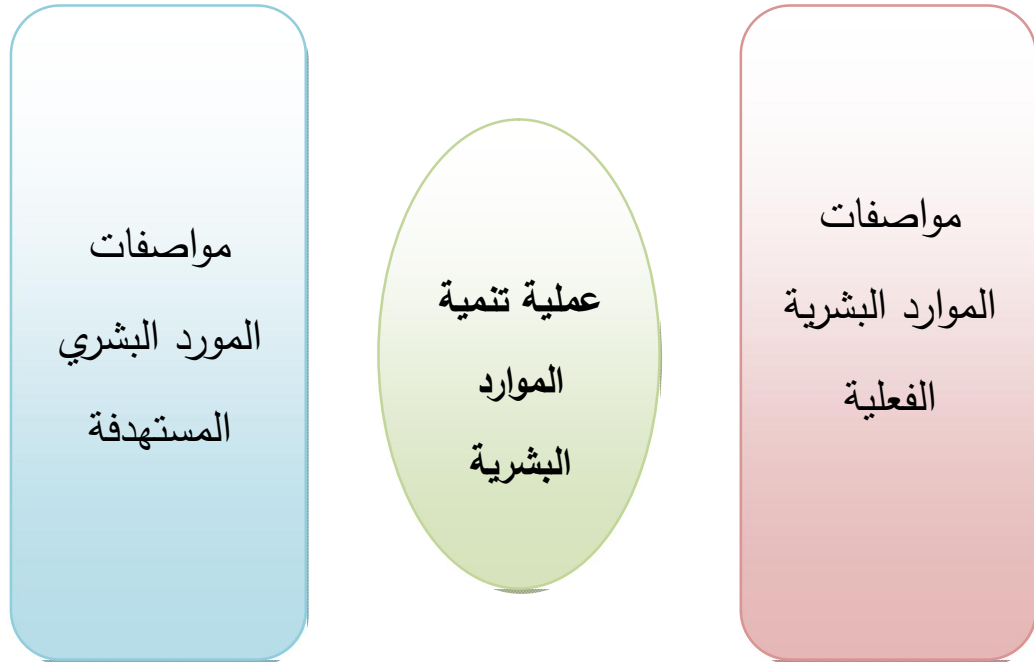 مواصفات
الموارد البشرية
الفعلية
عملية تنمية
الموارد
البشرية
مواصفات
المورد البشري
المستهدفة